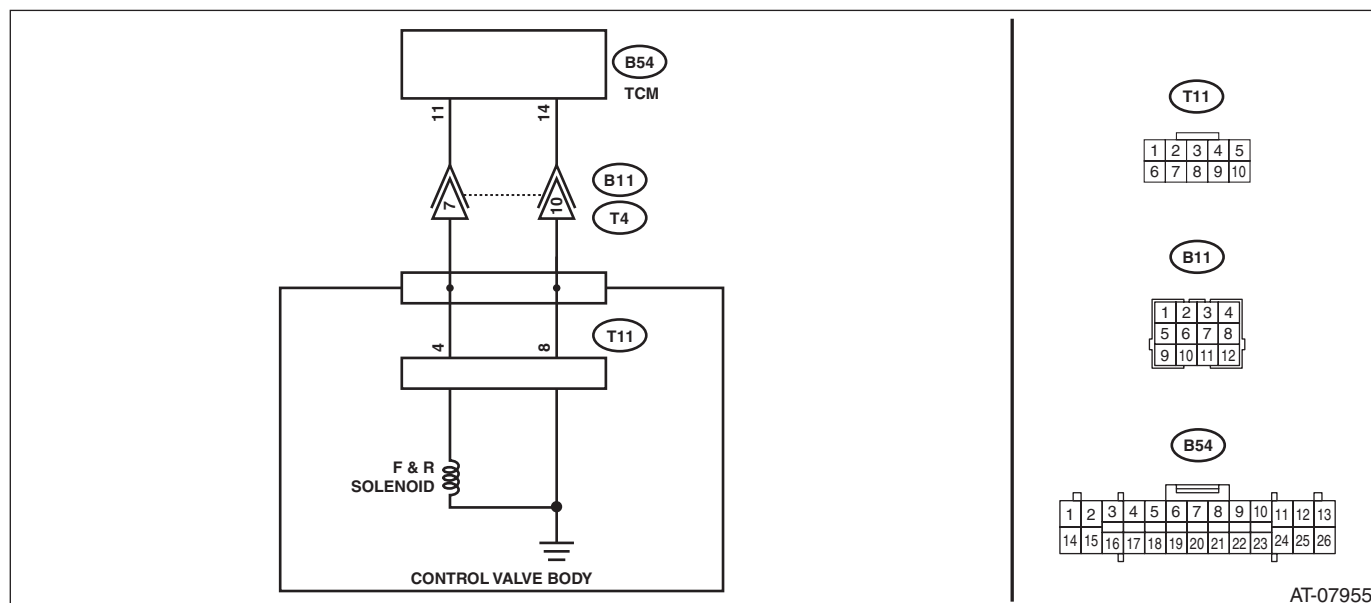 B54
TCM
11 14
B11
7 10
T4
T11
4 8
F & R
SOLENOID
CONTROL VALVE BODY
T11
1 2 3 4 5
6 7 8 9 10
B11
1 2 3 4
5 6 7 8
9 10 11 12
B54
1 2 3 4 5 6 7 8 9 10 11 12 13
14 15 16 17 18 19 20 21 22 23 24 25 26
AT-07955